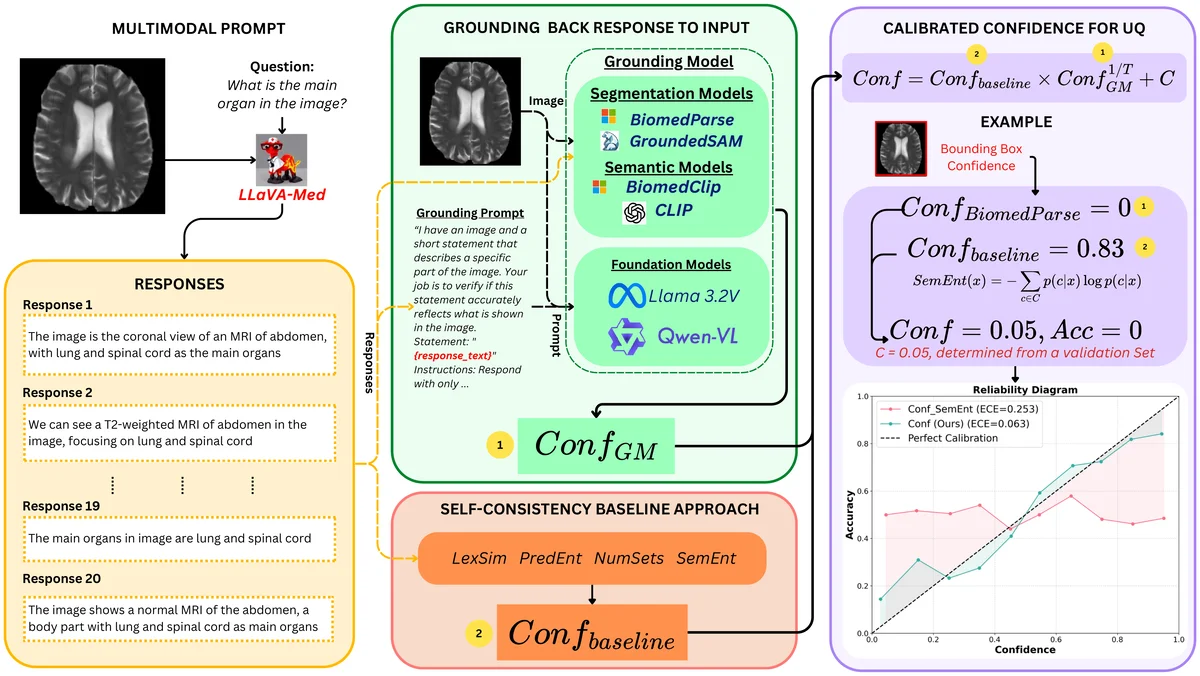 MULTIMODAL PROMPT
Question:
What is the main
organ in the image?
LLaVA-Med
RESPONSES
Response 1
The image is the coronal view of an MRI of abdomen,
with lung and spinal cord as the main organs
Response 2
We can see a T2-weighted MRI of abdomen in the
image, focusing on lung and spinal cord
Response 19
The main organs in image are lung and spinal cord
Response 20
The image shows a normal MRI of the abdomen, a
body part with lung and spinal cord as main organs
Responses
GROUNDING BACK RESPONSE TO INPUT
Image
Grounding Model
Segmentation Models
BiomedParse
GroundedSAM
Semantic Models
BiomedClip
CLIP
Grounding Prompt
"I have an image and a
short statement that
describes a specific
part of the image. Your
job is to verify if this
statement accurately
reflects what is shown
in the image.
Statement: "
{response_text}"
Instructions: Respond
with only ...
Prompt
Foundation Models
Llama 3.2V
Qwen-VL
1
Conf_{GM}
SELF-CONSISTENCY BASELINE APPROACH
LexSim PredEnt NumSets SemEnt
2
Conf_{baseline}
CALIBRATED CONFIDENCE FOR UQ
2 1
Conf = Conf_{baseline} × Conf_{GM}^{1/T} + C
EXAMPLE
Bounding Box
Confidence
Conf_{BiomedParse} = 0 1
Conf_{baseline} = 0.83 2
SemEnt(x) = − ∑_{c∈C} p(c|x) log p(c|x)
Conf = 0.05, Acc = 0
C = 0.05, determined from a validation Set
Reliability Diagram
Conf_SemEnt (ECE=0.253)
Conf (Ours) (ECE=0.063)
Perfect Calibration
Accuracy
1.0
0.8
0.6
0.4
0.2
0.0
0.0 0.2 0.4 0.6 0.8 1.0
Confidence